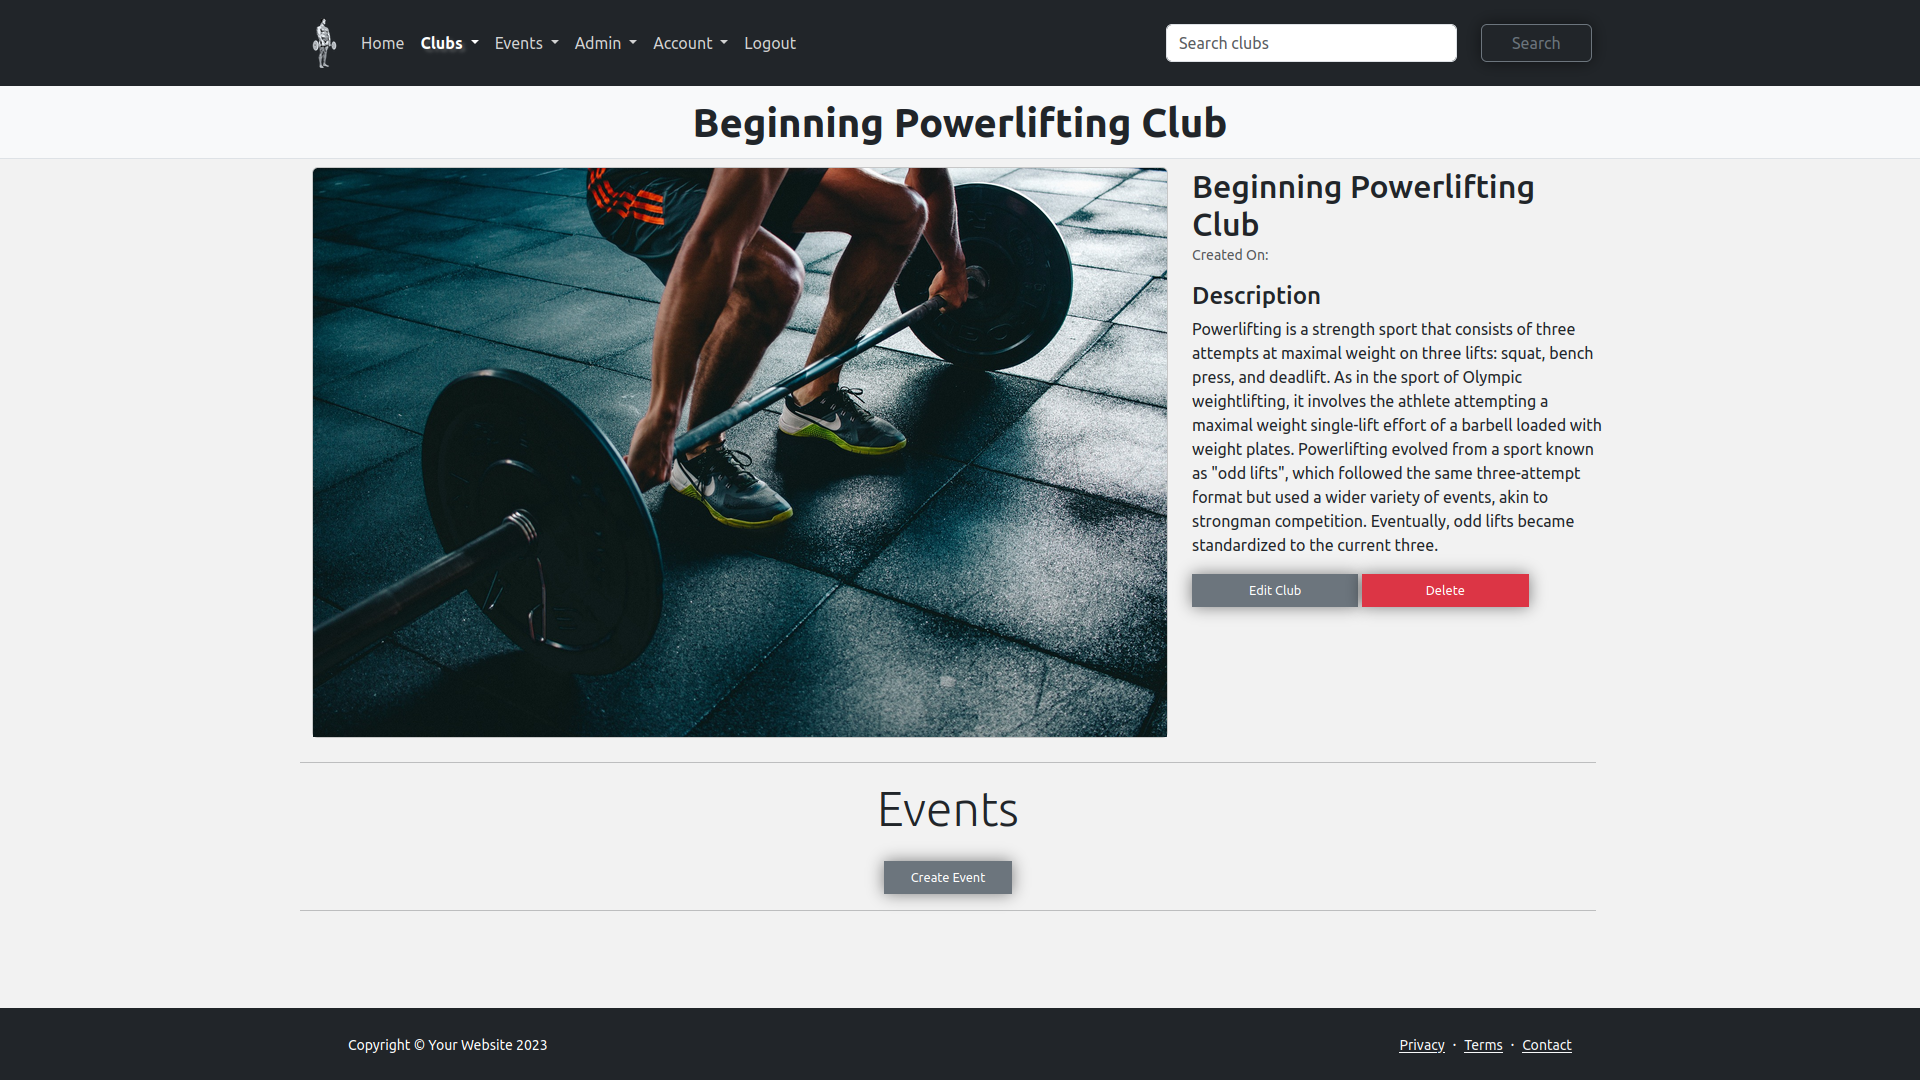 Home Clubs Events Admin Account Logout Search clubs Search
Beginning Powerlifting Club
Beginning Powerlifting
Club
Created On:
Description
Powerlifting is a strength sport that consists of three
attempts at maximal weight on three lifts: squat, bench
press, and deadlift. As in the sport of Olympic
weightlifting, it involves the athlete attempting a
maximal weight single-lift effort of a barbell loaded with
weight plates. Powerlifting evolved from a sport known
as "odd lifts", which followed the same three-attempt
format but used a wider variety of events, akin to
strongman competition. Eventually, odd lifts became
standardized to the current three.
Edit Club Delete
Events
Create Event
Copyright © Your Website 2023 Privacy · Terms · Contact